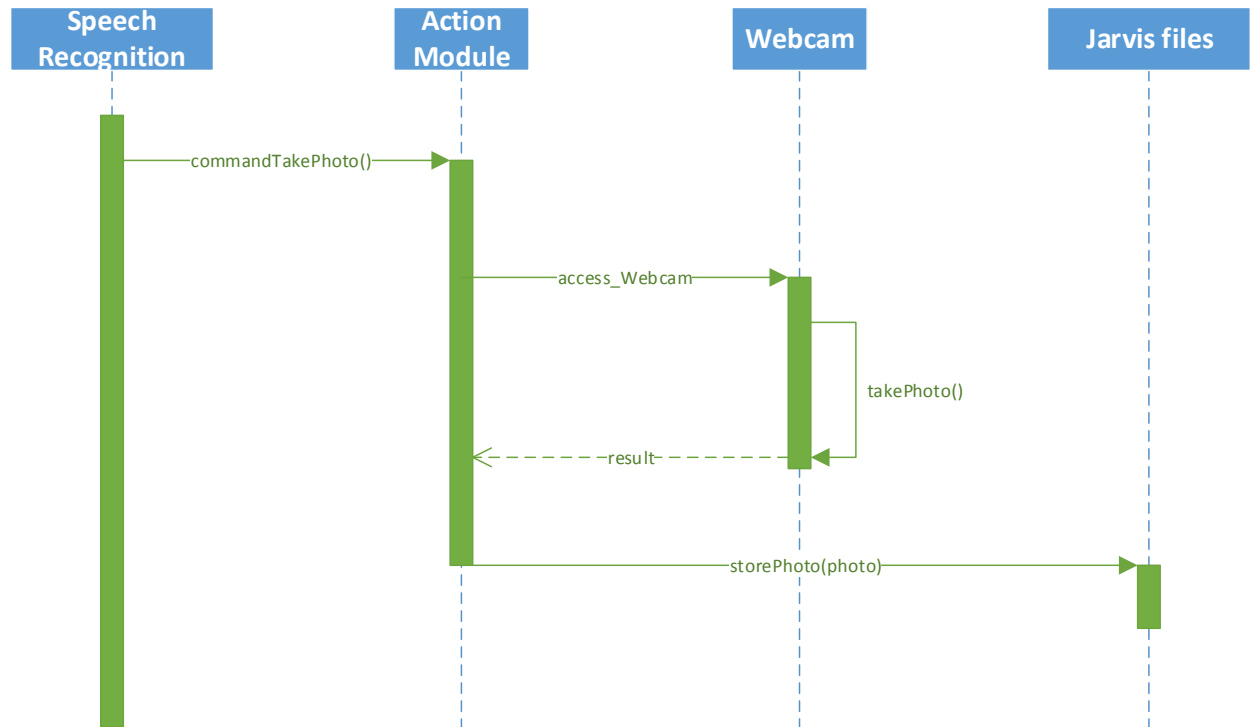 Speech
Recognition
Action
Module
Webcam
Jarvis files
commandTakePhoto()
access_Webcam
takePhoto()
result
storePhoto(photo)